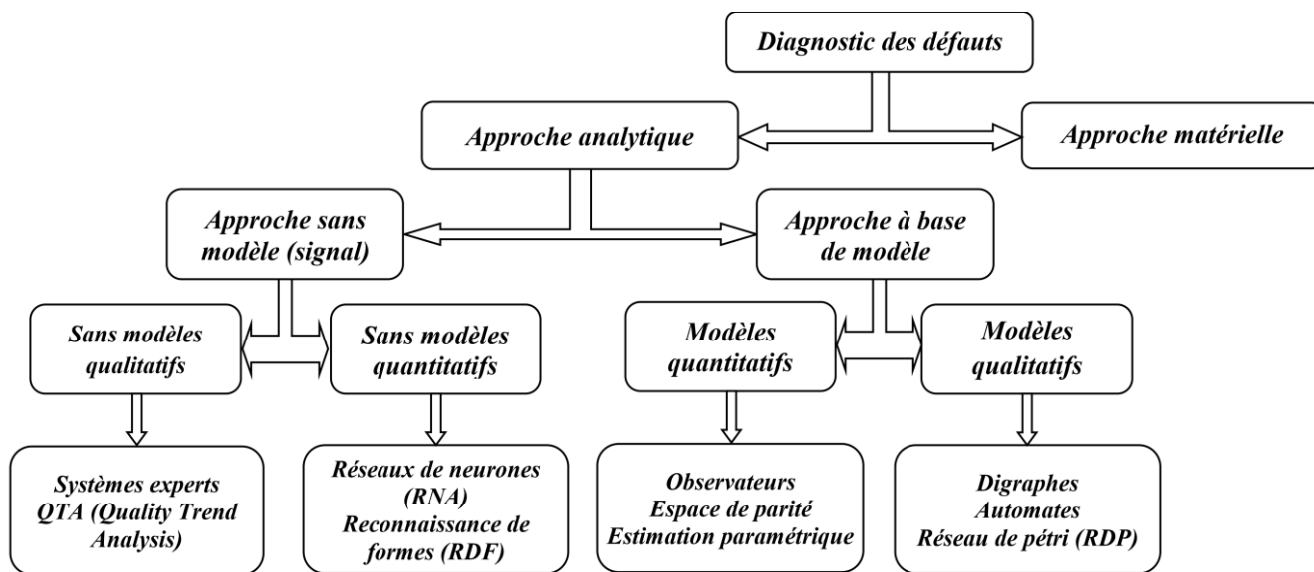 Diagnostic des défauts
Approche analytique
Approche matérielle
Approche sans
modèle (signal)
Approche à base
de modèle
Sans modèles
qualitatifs
Sans modèles
quantitatifs
Modèles
quantitatifs
Modèles
qualitatifs
Systèmes experts
QTA (Quality Trend
Analysis)
Réseaux de neurones
(RNA)
Reconnaissance de
formes (RDF)
Observateurs
Espace de parité
Estimation paramétrique
Digraphes
Automates
Réseau de pétri (RDP)